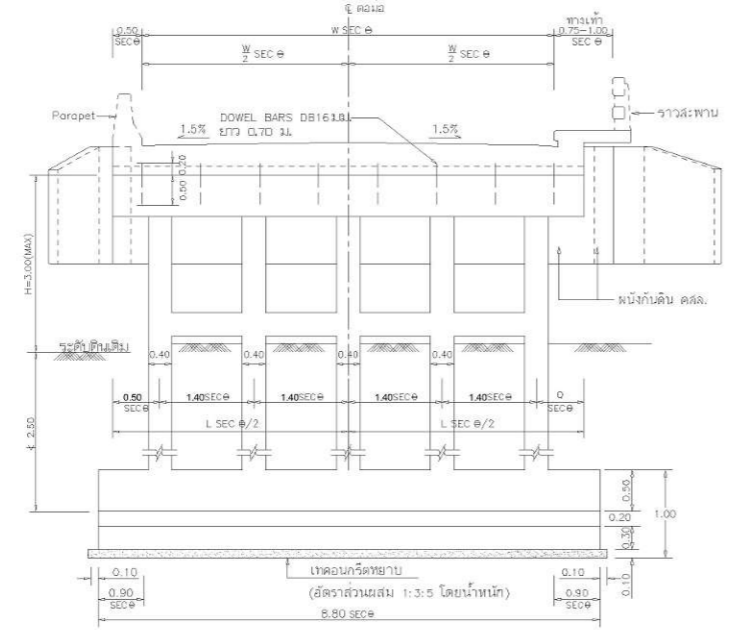 ℄ ตอม่อ
0.50
SEC θ
W SEC θ
ทางเท้า
0.75-1.00
SEC θ
W/2 SEC θ
W/2 SEC θ
Parapet
1.5%
DOWEL BARS DB16
ยาว 0.70 ม.
1.5%
ราวสะพาน
0.20
0.50
H=3.00(MAX)
ผนังกันดิน คสล.
ระดับดินเดิม
0.40
0.40
0.40
0.40
0.50
SEC θ
1.40SEC θ
1.40SEC θ
1.40SEC θ
1.40SEC θ
SEC θ
L SEC θ/2
L SEC θ/2
2.50
0.50
0.20
1.00
0.30
0.10
0.10
0.10
0.90
SEC θ
เทคอนกรีตหยาบ
(อัตราส่วนผสม 1:3:5 โดยน้ำหนัก)
0.90
SEC θ
8.80 SEC θ